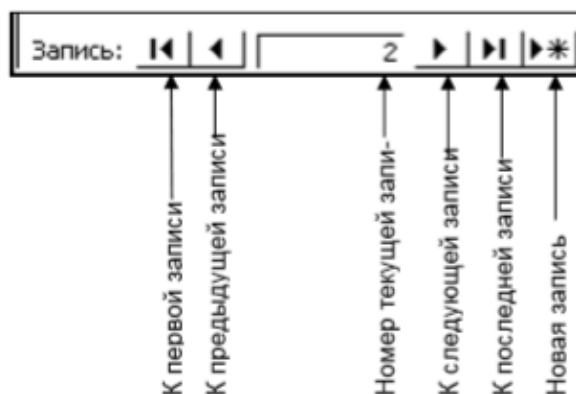 Запись: 2
К первой записи
К предыдущей записи
Номер текущей запи-
К следующей записи
К последней записи
Новая запись